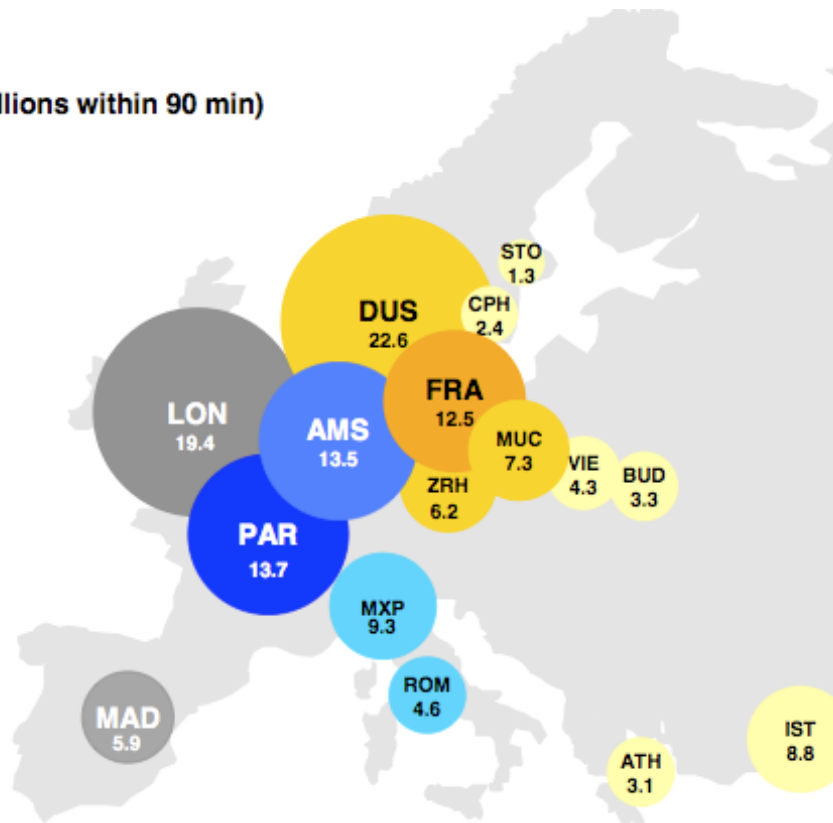 llions within 90 min)
STO
1.3
CPH
2.4
DUS
22.6
FRA
12.5
LON
19.4
AMS
13.5
MUC
7.3
VIE
4.3
BUD
3.3
ZRH
6.2
PAR
13.7
MXP
9.3
ROM
4.6
MAD
5.9
IST
8.8
ATH
3.1